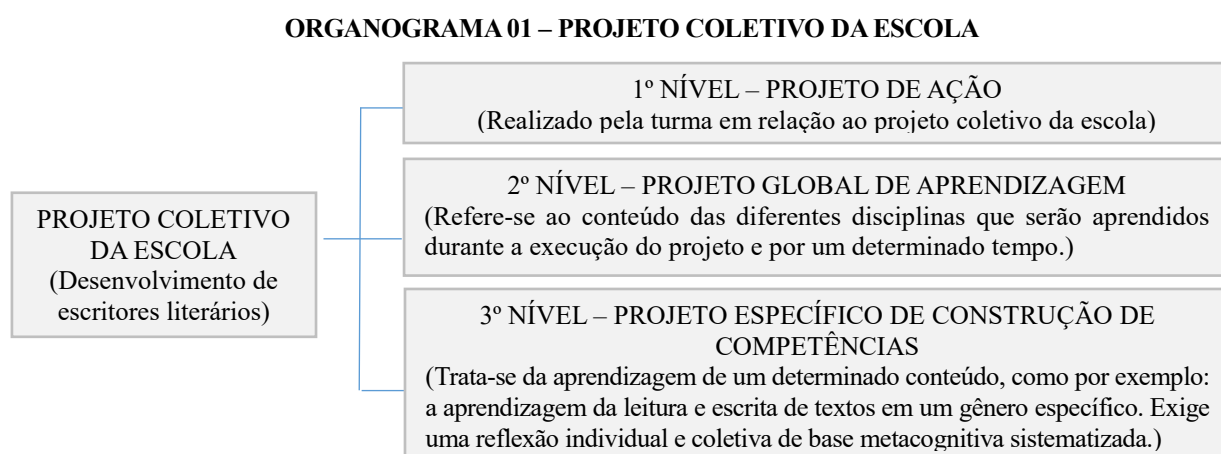 ORGANOGRAMA 01 – PROJETO COLETIVO DA ESCOLA
PROJETO COLETIVO
DA ESCOLA
(Desenvolvimento de
escritores literários)
1º NÍVEL – PROJETO DE AÇÃO
(Realizado pela turma em relação ao projeto coletivo da escola)
2º NÍVEL – PROJETO GLOBAL DE APRENDIZAGEM
(Refere-se ao conteúdo das diferentes disciplinas que serão aprendidos
durante a execução do projeto e por um determinado tempo.)
3º NÍVEL – PROJETO ESPECÍFICO DE CONSTRUÇÃO DE
COMPETÊNCIAS
(Trata-se da aprendizagem de um determinado conteúdo, como por exemplo:
a aprendizagem da leitura e escrita de textos em um gênero específico. Exige
uma reflexão individual e coletiva de base metacognitiva sistematizada.)